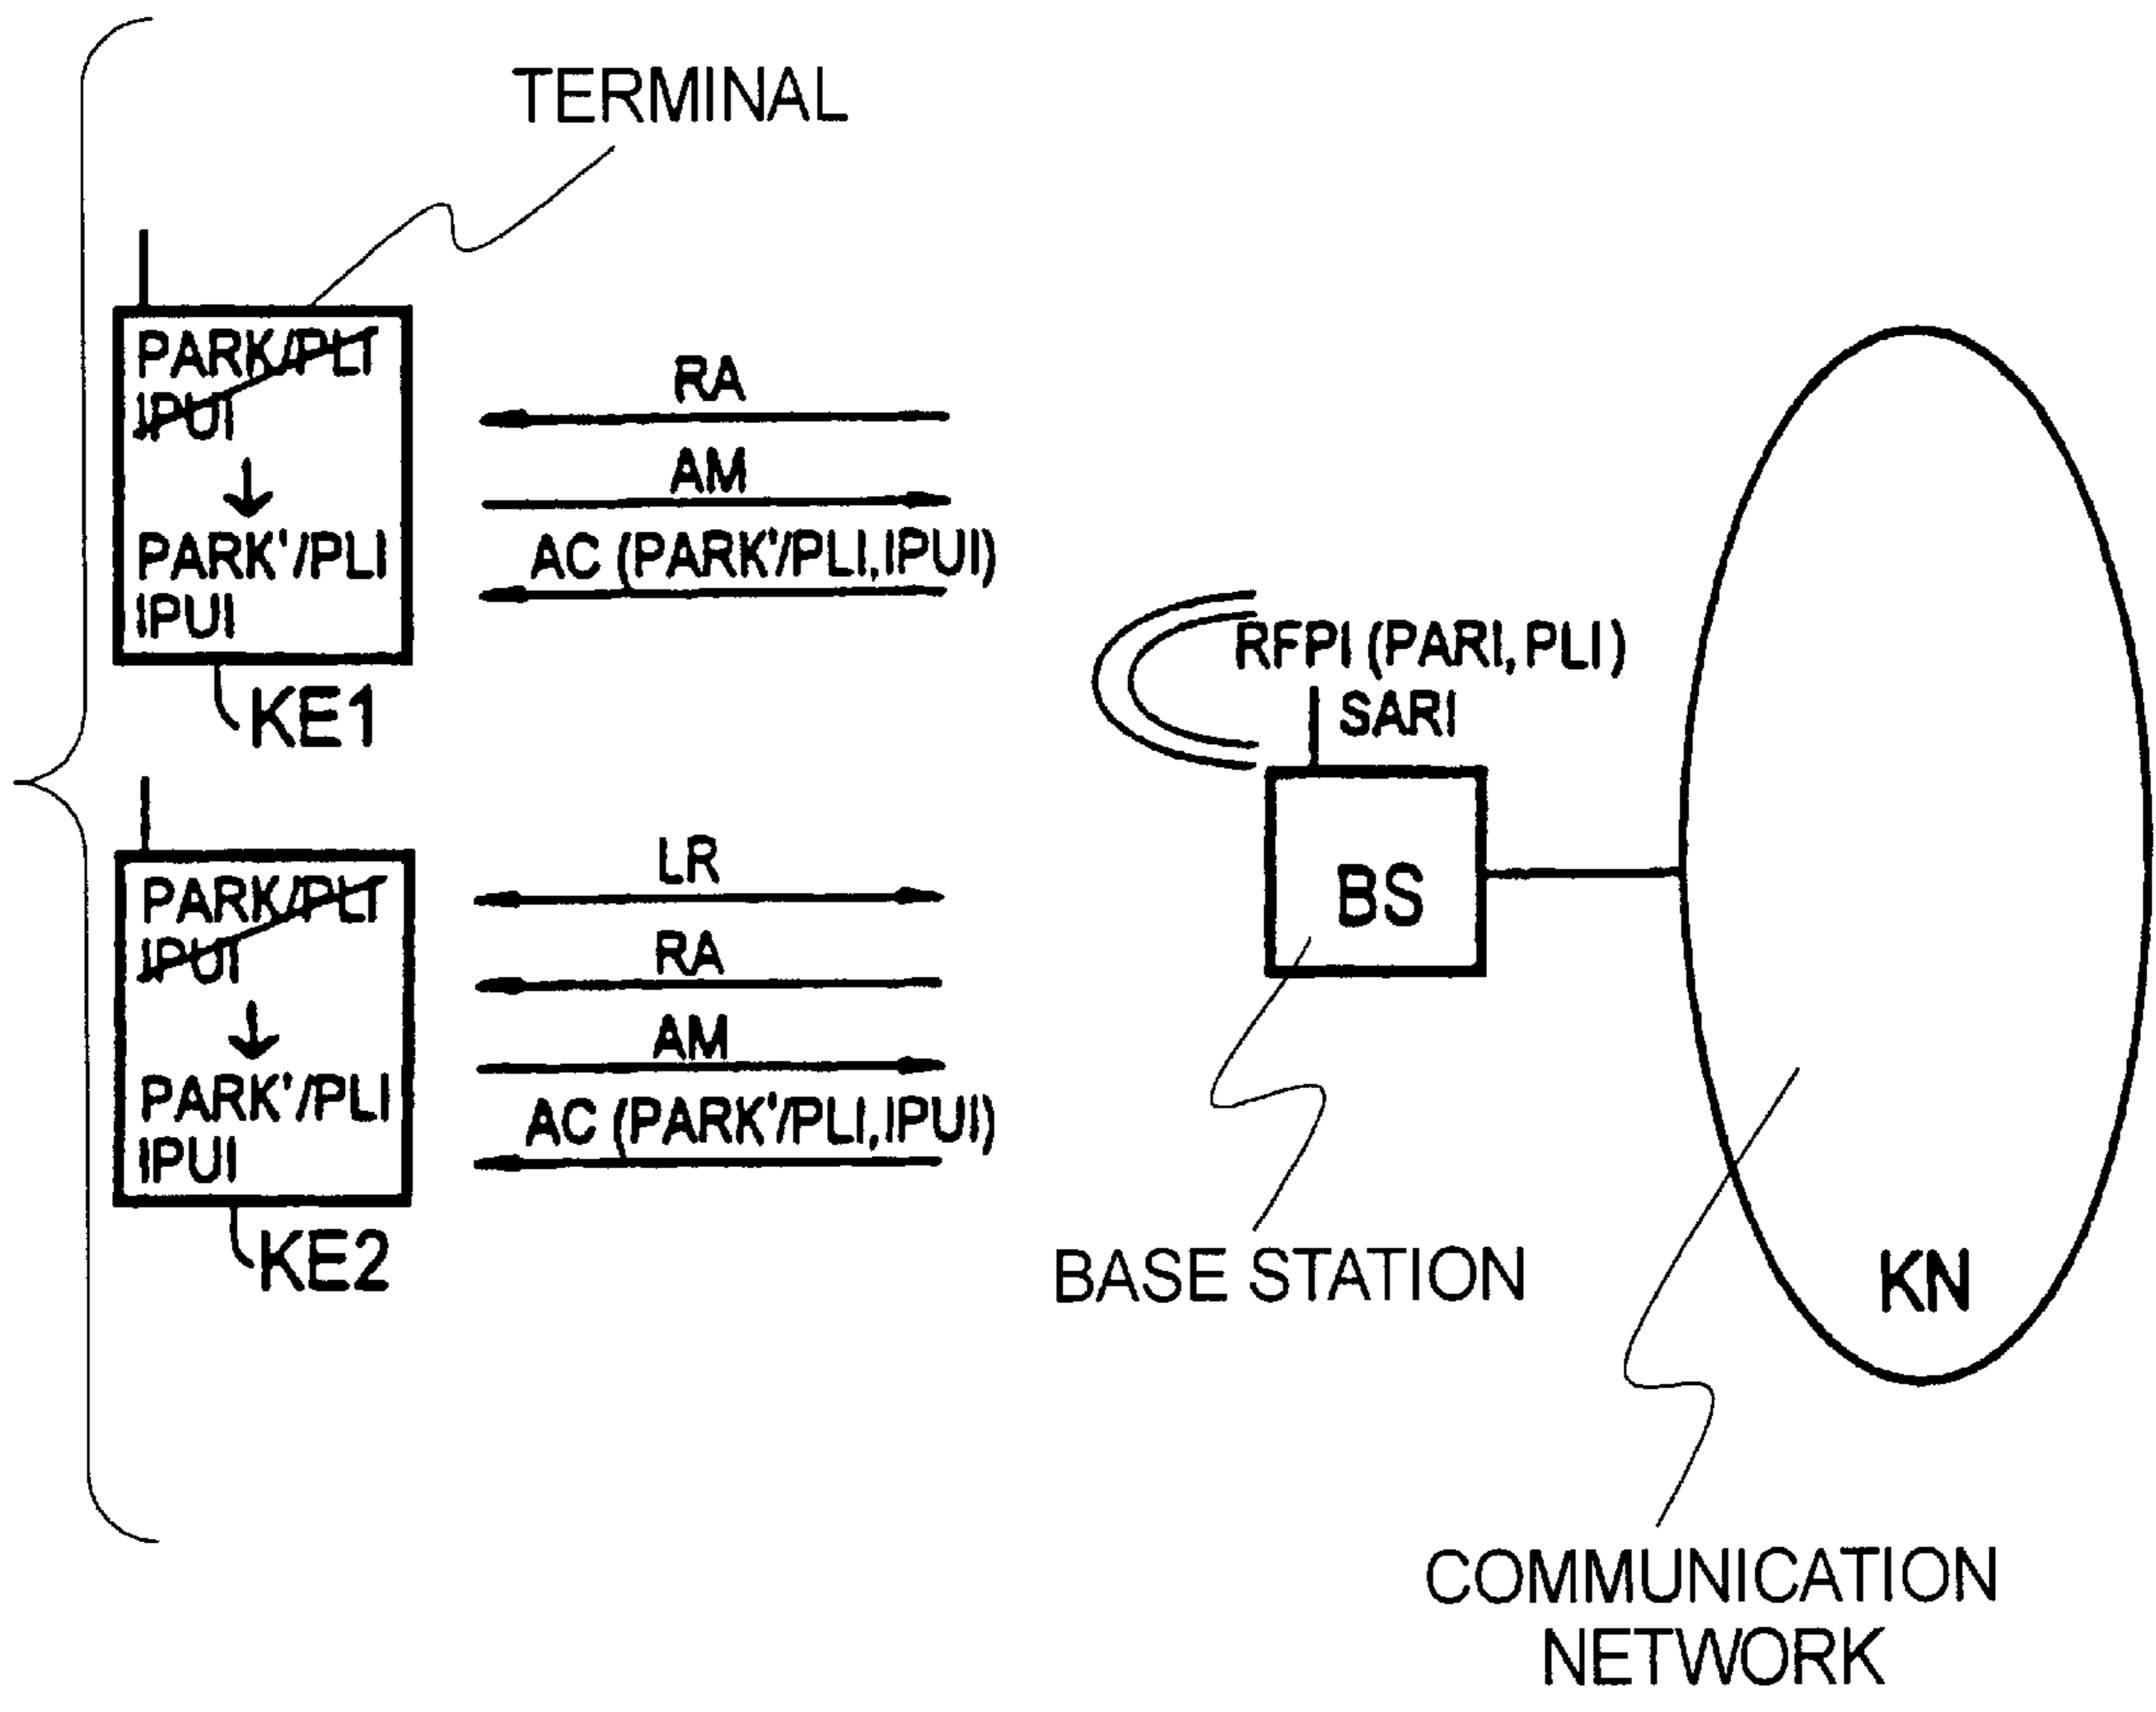 TERMINAL
PARK/PLI
IPUI
PARK'/PLI
IPUI
KE1
RA
AM
AC (PARK'/PLI, IPUI)
RFPI (PARI, PLI)
SARI
BS
PARK/PLI
IPUI
PARK'/PLI
IPUI
KE2
LR
RA
AM
AC (PARK'/PLI, IPUI)
BASE STATION
KN
COMMUNICATION
NETWORK